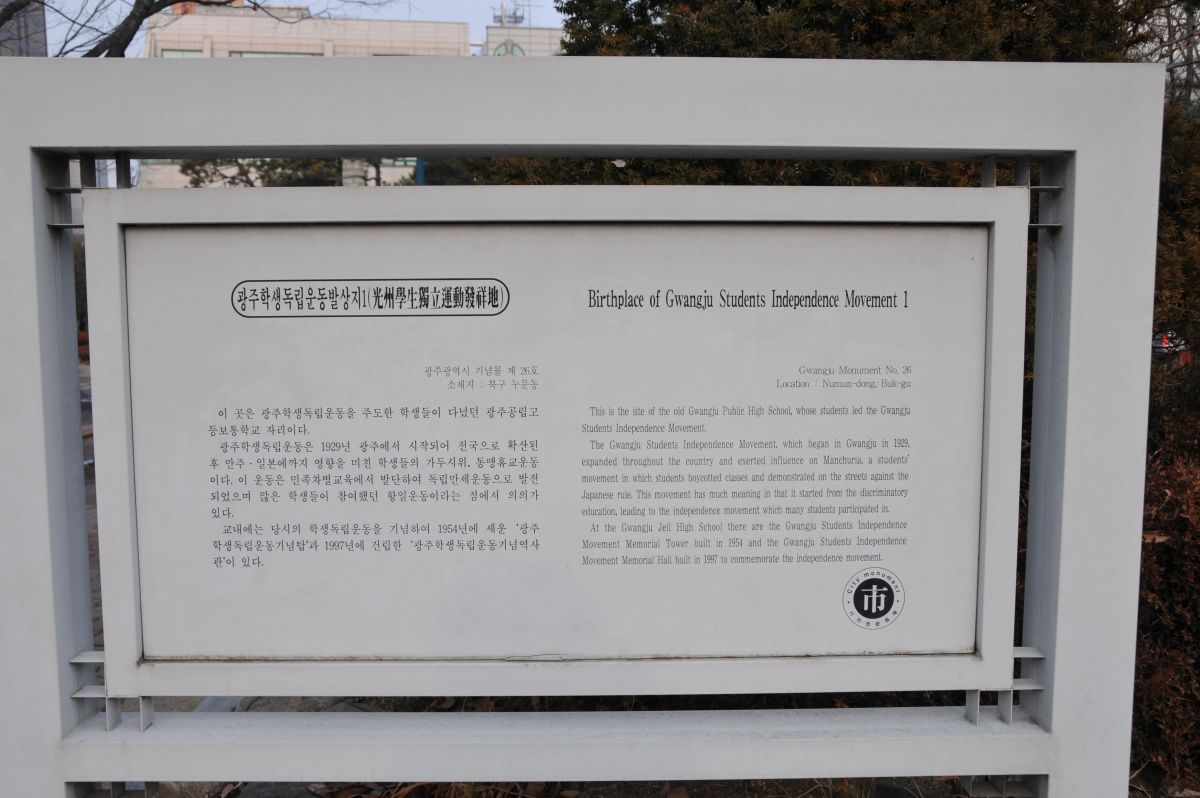 광주학생독립운동발상지1(光州學生獨立運動發祥地)
광주광역시 기념물 제 26호
소재지 : 북구 누문동
이 곳은 광주학생독립운동을 주도한 학생들이 다녔던 광주공립고
등보통학교 자리이다.
광주학생독립운동은 1929년 광주에서 시작되어 전국으로 확산된
후 만주·일본에까지 영향을 미친 학생들의 가두시위, 동맹휴교운동
이다. 이 운동은 민족차별교육에서 발단하여 독립만세운동으로 발전
되었으며 많은 학생들이 참여했던 항일운동이라는 점에서 의의가
있다.
교내에는 당시의 학생독립운동을 기념하여 1954년에 세운 '광주
학생독립운동기념탑'과 1997년에 건립한 '광주학생독립운동기념역사
관'이 있다.
Birthplace of Gwangju Students Independence Movement 1
Gwangju Monument No. 26
Location : Numun-dong, Buk-gu
This is the site of the old Gwangju Public High School, whose students led the Gwangju
Students Independence Movement.
The Gwangju Students Independence Movement, which began in Gwangju in 1929,
expanded throughout the country and exerted influence on Manchuria, a students'
movement in which students boycotted classes and demonstrated on the streets against the
Japanese rule. This movement has much meaning in that it started from the discriminatory
education, leading to the independence movement which many students participated in.
At the Gwangju Jeil High School there are the Gwangju Students Independence
Movement Memorial Tower built in 1954 and the Gwangju Students Independence
Movement Memorial Hall built in 1997 to commemorate the independence movement.
City monument
市
시지정문화재